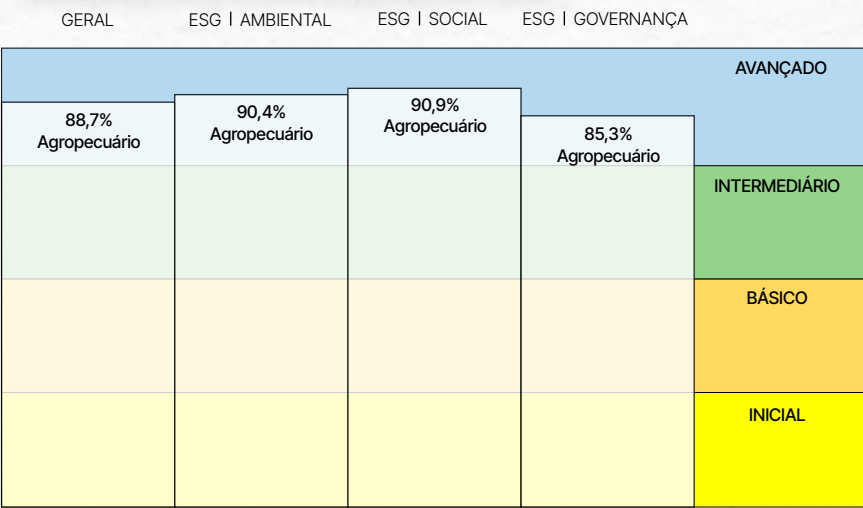 GERAL
ESG | AMBIENTAL
ESG | SOCIAL
ESG | GOVERNANÇA
AVANÇADO
88,7%
Agropecuário
90,4%
Agropecuário
90,9%
Agropecuário
85,3%
Agropecuário
INTERMEDIÁRIO
BÁSICO
INICIAL